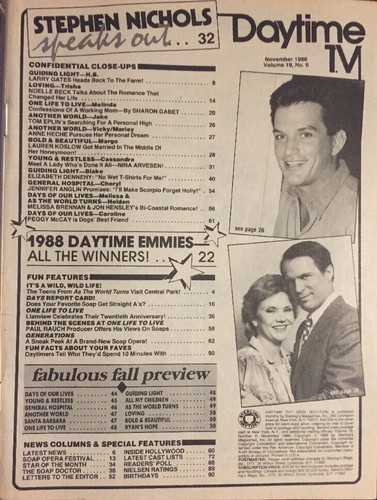 STEPHEN NICHOLS
speaks out.. 32
Daytime
TV
November 1988
Volume 19, No. 6
CONFIDENTIAL CLOSE-UPS
GUIDING LIGHT—H.B.
LARRY GATES Heads Back To The Farm! 8
LOVING—Trisha
NOELLE BECK Talks About The Romance That
Changed Her Life 14
ONE LIFE TO LIVE—Melinda
Confessions Of A Working Mom—By SHARON GABET 20
ANOTHER WORLD—Jake
TOM EPLIN's Searching For A Personal High 26
ANOTHER WORLD—Vicky/Marley
ANNE HECHE Pursues Her Personal Dream 27
BOLD & BEAUTIFUL—Margo
LAUREN KOSLOW Got Married In The Middle Of
Her Honeymoon! 28
YOUNG & RESTLESS—Cassandra
Meet A Lady Who's Done It All—NINA ARVESEN! 31
GUIDING LIGHT—Blake
ELIZABETH DENNEHY: "No Wet T-Shirts For Me" 40
GENERAL HOSPITAL—Cheryl
JENNIFER ANGLIN Promises: "I'll Make Scorpio Forget Holly!" 54
DAYS OF OUR LIVES—Melissa &
AS THE WORLD TURNS—Holden
MELISSA BRENNAN & JON HENSLEY's Bi-Coastal Romance! 56
DAYS OF OUR LIVES—Caroline
PEGGY McCAY Is Dogs' Best Friend 61
see page 26
1988 DAYTIME EMMIES
ALL THE WINNERS! .. 22
FUN FEATURES
IT'S A WILD, WILD LIFE!
The Teens From As The World Turns Visit Central Park! 4
DAYS REPORT CARD!
Does Your Favorite Soap Get Straight A's? 16
ONE LIFE TO LIVE
Llanview Celebrates Their Twentieth Anniversary! 36
BEHIND THE SCENES AT ONE LIFE TO LIVE
PAUL RAUCH Producer Offers His Views On Soaps 58
GENERATIONS
A Sneak Peek At A Brand-New Soap Opera! 62
FUN FACTS ABOUT YOUR FAVES
Daytimers Tell Who They'd Spend 10 Minutes With 90
fabulous fall preview
DAYS OF OUR LIVES 44
YOUNG & RESTLESS 45
GENERAL HOSPITAL 46
ANOTHER WORLD 47
SANTA BARBARA 47
ONE LIFE TO LIVE 48
GUIDING LIGHT 48
ALL MY CHILDREN 49
AS THE WORLD TURNS 49
LOVING 50
BOLD & BEAUTIFUL 50
RYAN'S HOPE 50
NEWS COLUMNS & SPECIAL FEATURES
LATEST NEWS 6
SOAP OPERA FESTIVAL 13
STAR OF THE MONTH 34
THE SOAP DOCTOR 38
LETTERS TO THE EDITOR 52
INSIDE HOLLYWOOD 60
LATEST CAST LISTS 72
READERS' POLL 88
NIELSEN RATINGS 89
BIRTHDAYS 90